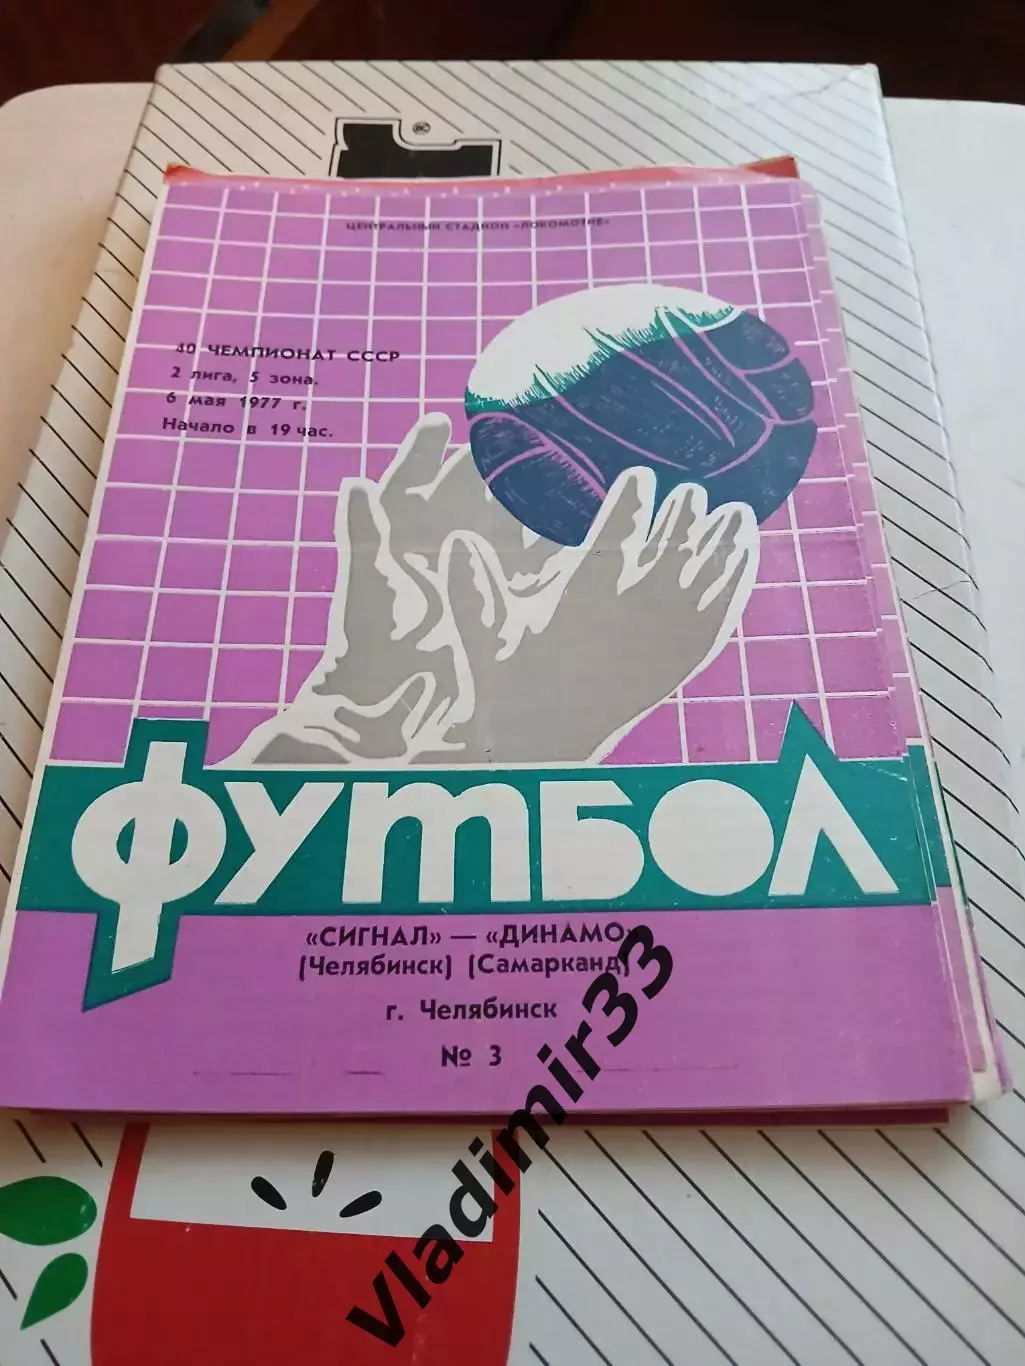 ЦЕНТРАЛЬНЫЙ СТАДИОН «ЛОКОМОТИВ»
40 ЧЕМПИОНАТ СССР
2 лига, 5 зона.
6 мая 1977 г.
Начало в 19 час.
ФУТБОЛ
«СИГНАЛ» — «ДИНАМО»
(Челябинск) (Самарканд)
г. Челябинск
№ 3
Vladimir33